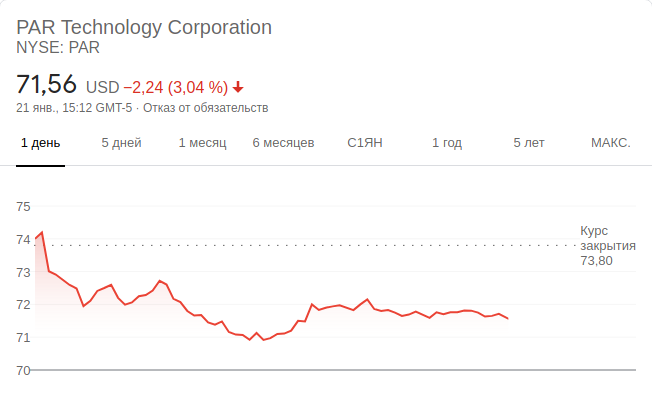 PAR Technology Corporation
NYSE: PAR
71,56 USD −2,24 (3,04 %)
21 янв., 15:12 GMT-5 · Отказ от обязательств
1 день 5 дней 1 месяц 6 месяцев С1ЯН 1 год 5 лет МАКС.
75
74
73
72
71
70
Курс
закрытия
73,80